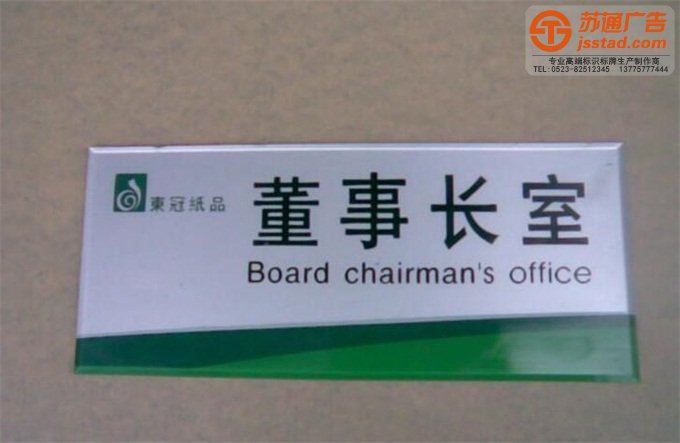 苏通广告
jsstad.com
专业高端标识标牌生产制作商
TEL:0523-82512345 13775777444
東冠紙品
董事长室
Board chairman's office